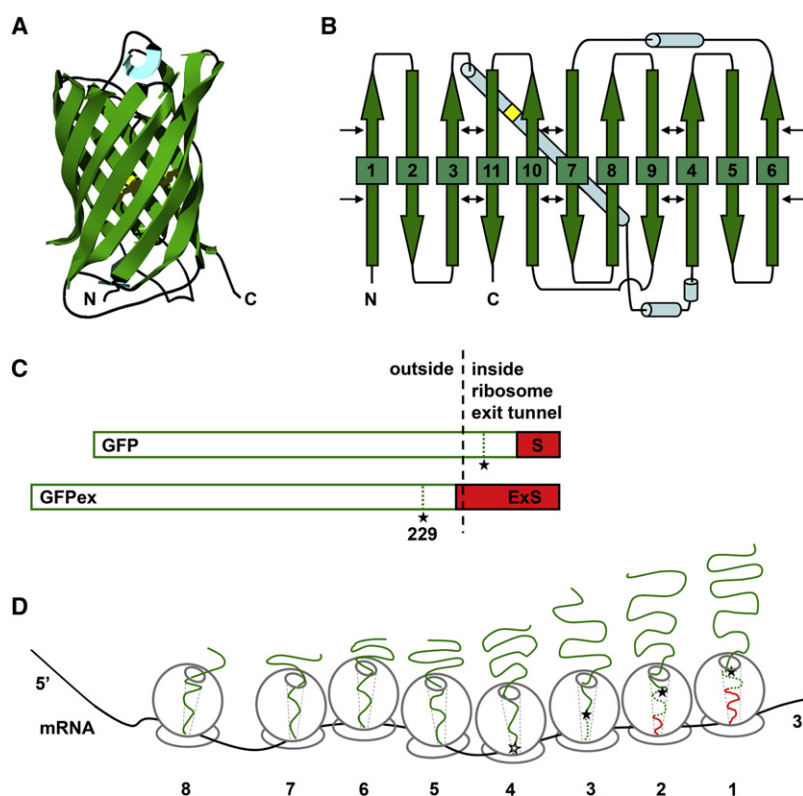 A
N
C
B
1 2 3 11 10 7 8 9 4 5 6
N C
C
outside inside
ribosome
exit tunnel
GFP S
GFPex ExS
229
D
5'
mRNA
3
8 7 6 5 4 3 2 1